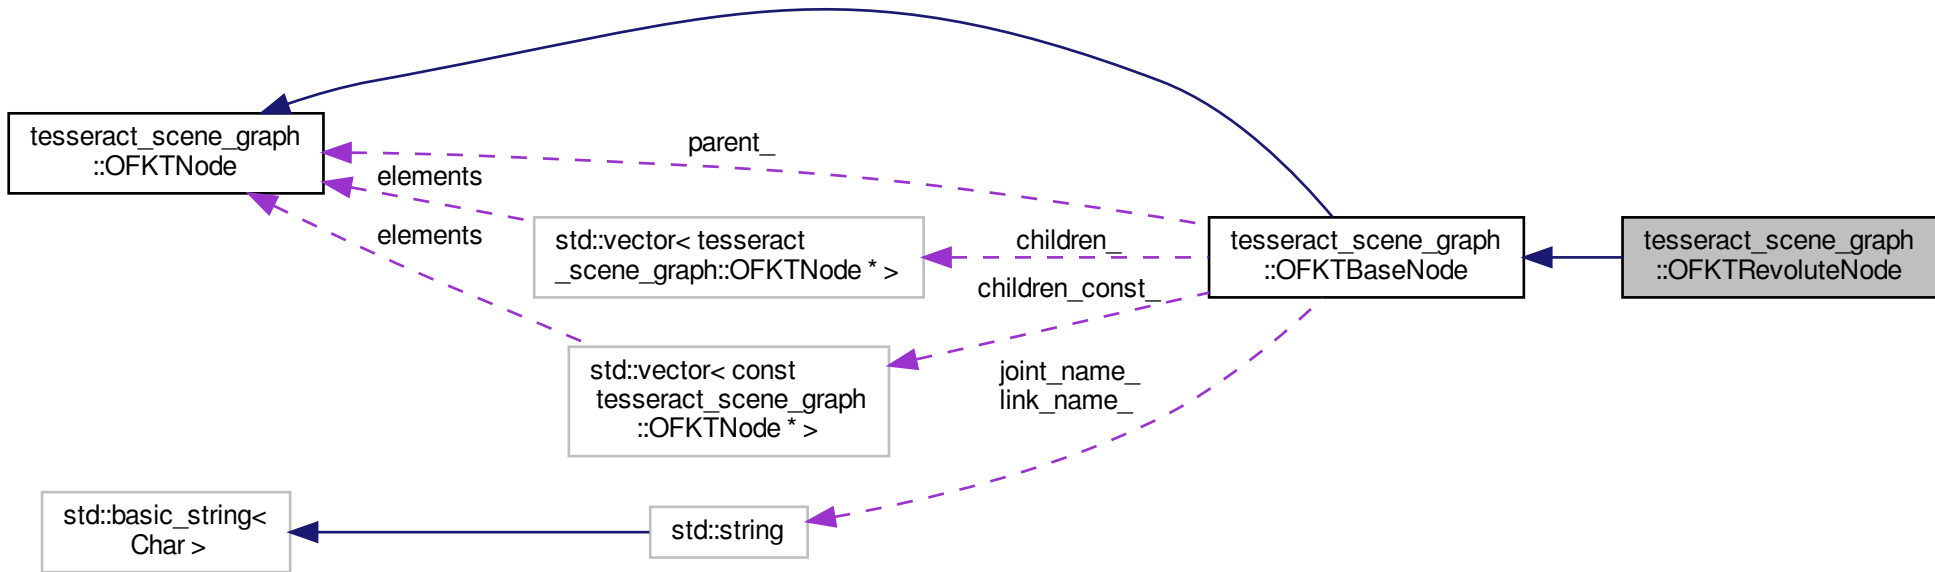 tesseract_scene_graph
::OFKTNode
parent_
elements
elements
std::vector< tesseract
_scene_graph::OFKTNode * >
children_
children_const_
tesseract_scene_graph
::OFKTBaseNode
tesseract_scene_graph
::OFKTRevoluteNode
std::vector< const
tesseract_scene_graph
::OFKTNode * >
joint_name_
link_name_
std::basic_string<
Char >
std::string